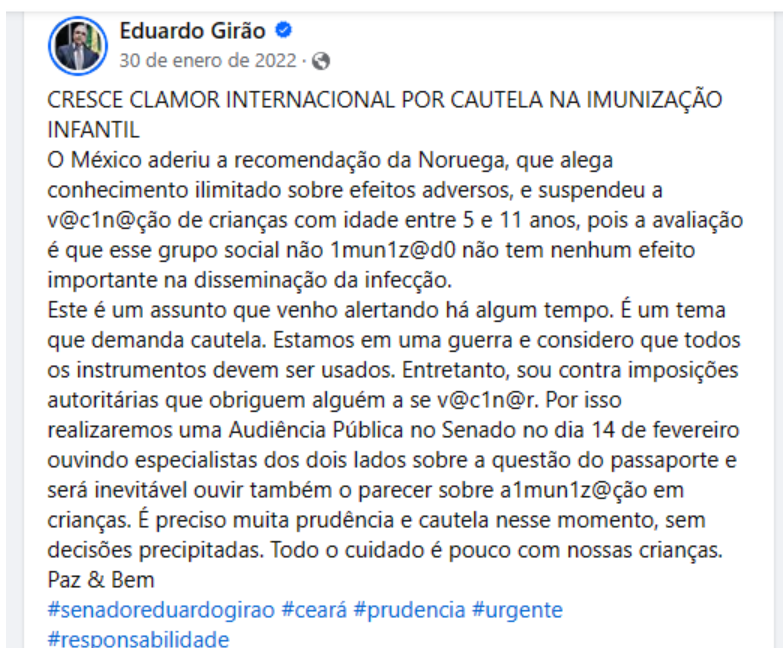 Eduardo Girão
30 de enero de 2022 ·
CRESCE CLAMOR INTERNACIONAL POR CAUTELA NA IMUNIZAÇÃO
INFANTIL
O México aderiu a recomendação da Noruega, que alega
conhecimento ilimitado sobre efeitos adversos, e suspendeu a
v@c1n@ção de crianças com idade entre 5 e 11 anos, pois a avaliação
é que esse grupo social não 1mun1z@d0 não tem nenhum efeito
importante na disseminação da infecção.
Este é um assunto que venho alertando há algum tempo. É um tema
que demanda cautela. Estamos em uma guerra e considero que todos
os instrumentos devem ser usados. Entretanto, sou contra imposições
autoritárias que obriguem alguém a se v@c1n@r. Por isso
realizaremos uma Audiência Pública no Senado no dia 14 de fevereiro
ouvindo especialistas dos dois lados sobre a questão do passaporte e
será inevitável ouvir também o parecer sobre a1mun1z@ção em
crianças. É preciso muita prudência e cautela nesse momento, sem
decisões precipitadas. Todo o cuidado é pouco com nossas crianças.
Paz & Bem
#senadoreduardogirao #ceará #prudencia #urgente
#responsabilidade